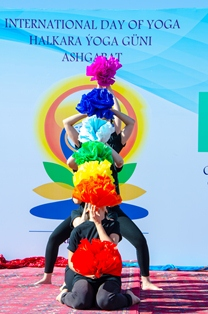 INTERNATIONAL DAY OF YOGA
HALKARA ÝOGA GÜNI
ASHGABAT